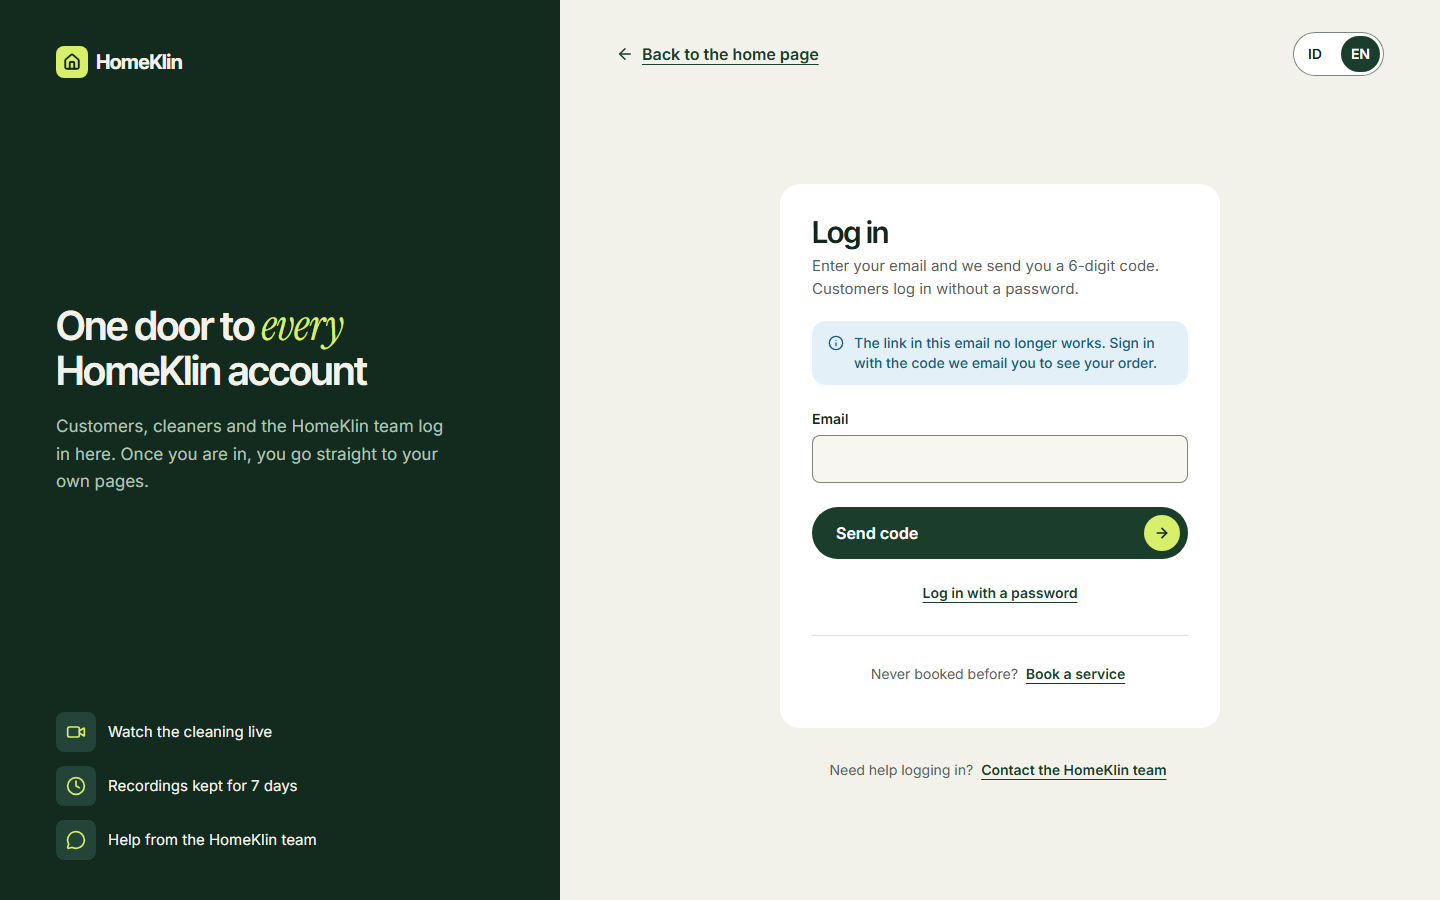 HomeKlin
One door to every
HomeKlin account
Customers, cleaners and the HomeKlin team log
in here. Once you are in, you go straight to your
own pages.
Watch the cleaning live
Recordings kept for 7 days
Help from the HomeKlin team
Back to the home page
ID EN
Log in
Enter your email and we send you a 6-digit code.
Customers log in without a password.
The link in this email no longer works. Sign in
with the code we email you to see your order.
Email
Send code
Log in with a password
Never booked before? Book a service
Need help logging in? Contact the HomeKlin team